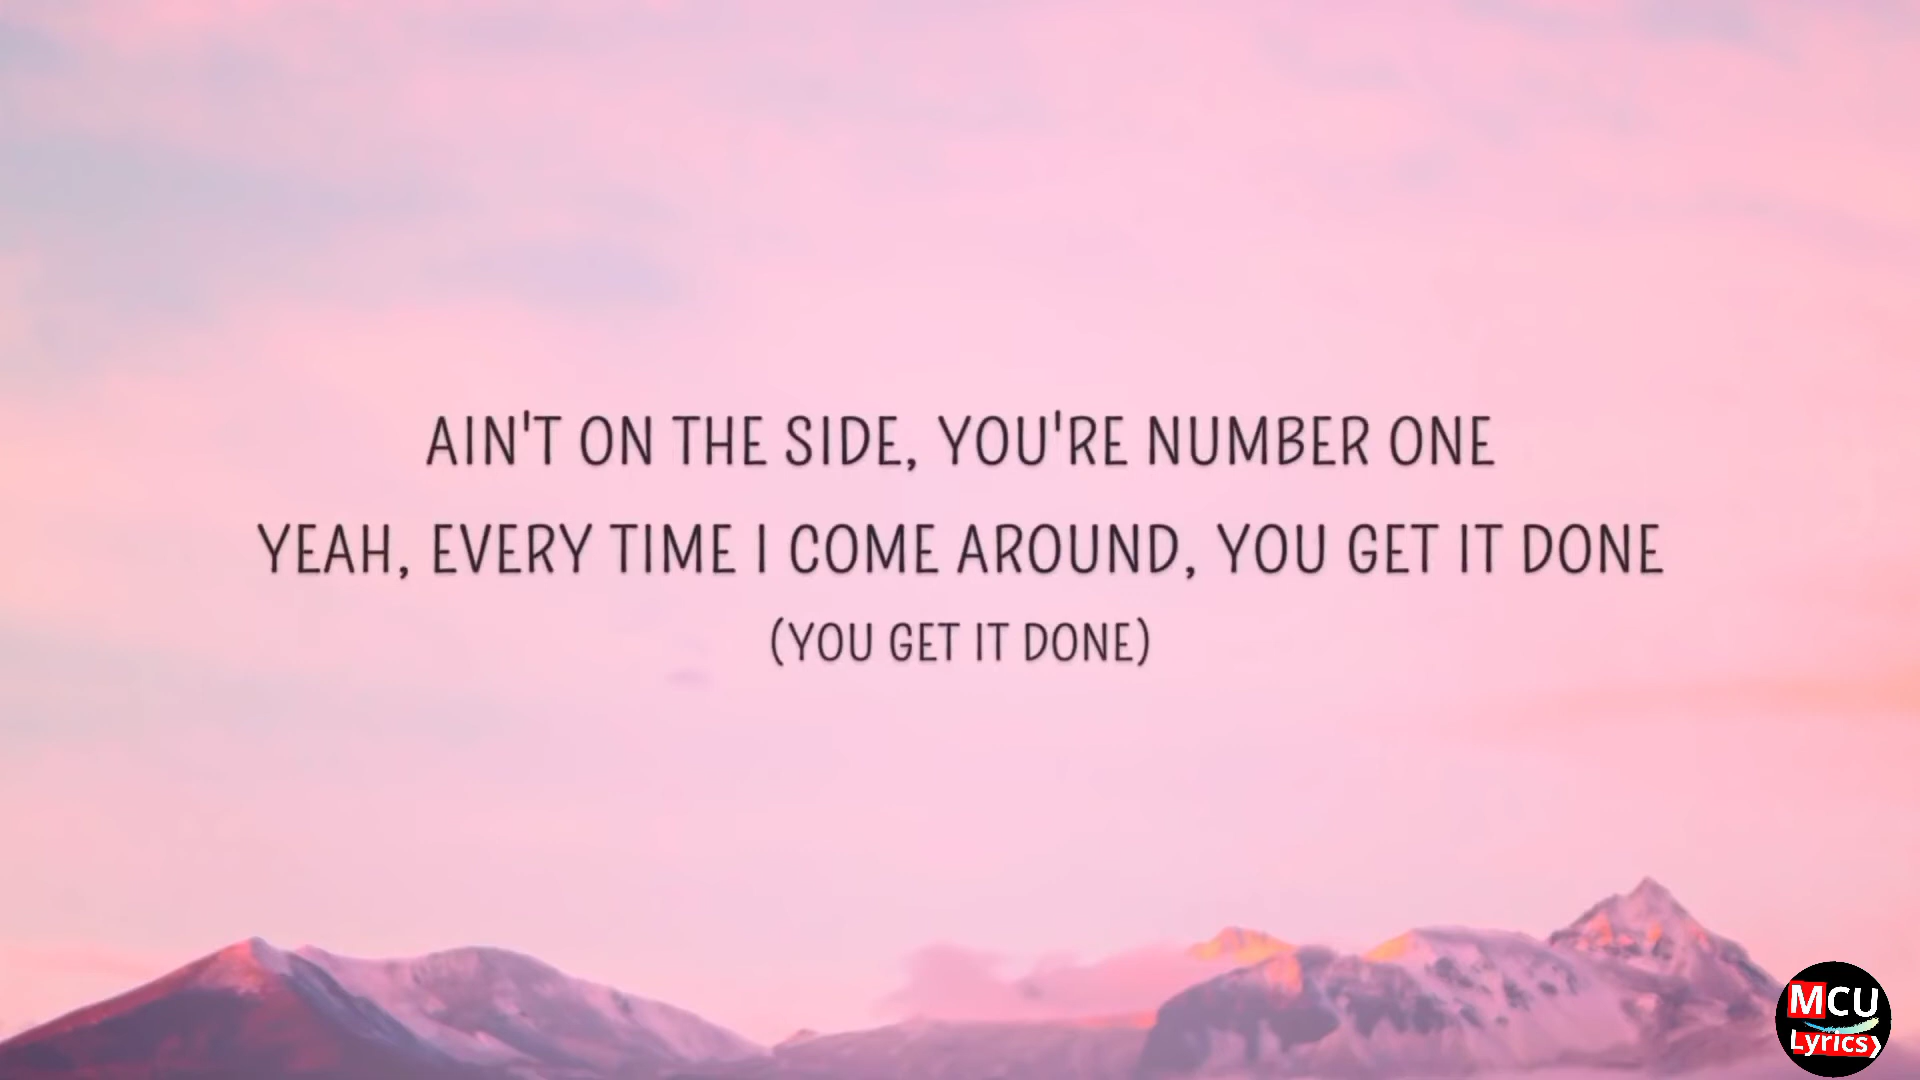 AIN'T ON THE SIDE, YOU'RE NUMBER ONE
YEAH, EVERY TIME I COME AROUND, YOU GET IT DONE
(YOU GET IT DONE)
MCU
Lyrics